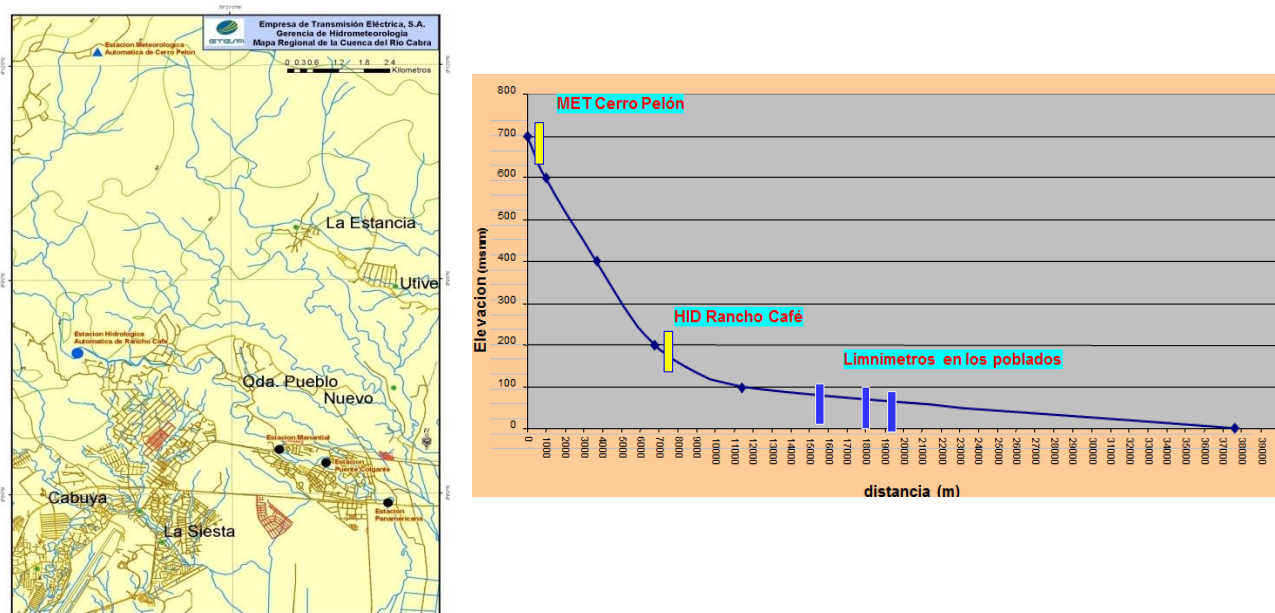 Empresa de Transmisión Eléctrica, S.A.
Gerencia de Hidrometeorologia
Mapa Regional de la Cuenca del Rio Cabra
ETESA
0 0.30.6 1.2 1.8 2.4
Kilometros
Estacion Meteorologica
Automatica de Cerro Pelon
La Estancia
Utive
Estacion Hidrologica
Automatica de Rancho Cafe
Qda. Pueblo
Nuevo
Estacion Manantial
Estacion
Puente Colgante
Cabuya
Estacion
Panamericana
La Siesta
MET Cerro Pelón
HID Rancho Café
Limnimetros en los poblados
Elevacion (msnm)
800
700
600
500
400
300
200
100
0
0 1000 2000 3000 4000 5000 6000 7000 8000 9000 10000 11000 12000 13000 14000 15000 16000 17000 18000 19000 20000 21000 22000 23000 24000 25000 26000 27000 28000 29000 30000 31000 32000 33000 34000 35000 36000 37000 38000 39000
distancia (m)